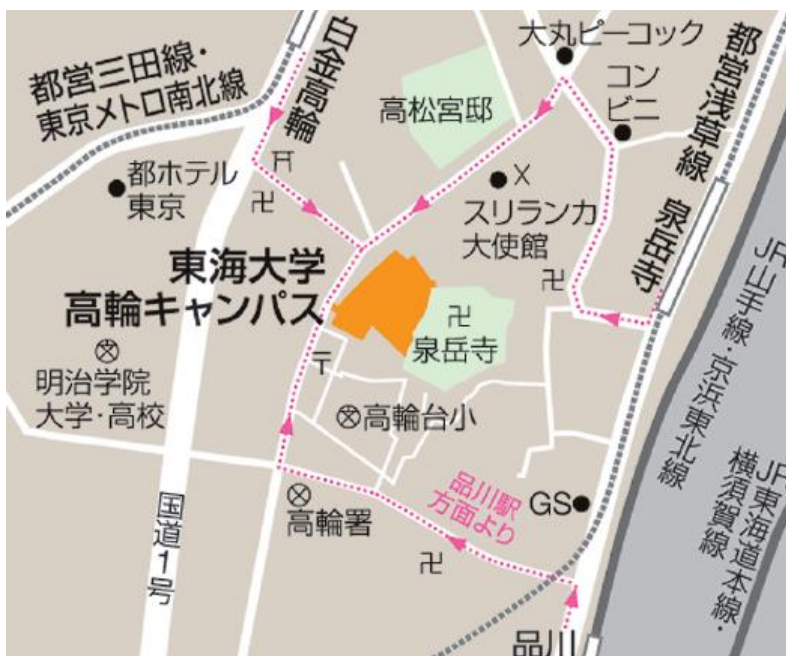 大丸ピーコック
白金高輪
都営三田線・
東京メトロ南北線
コン
ビニ
都営浅草線 泉岳寺
高松宮邸
卍
都ホテル
東京
X
スリランカ
大使館
東海大学
高輪キャンパス
卍
卍
泉岳寺
JR山手線・京浜東北線
〒
明治学院
大学・高校
高輪台小
JR東海道本線・
横須賀線
品川駅
方面より
GS
高輪署
国道1号
卍
品川